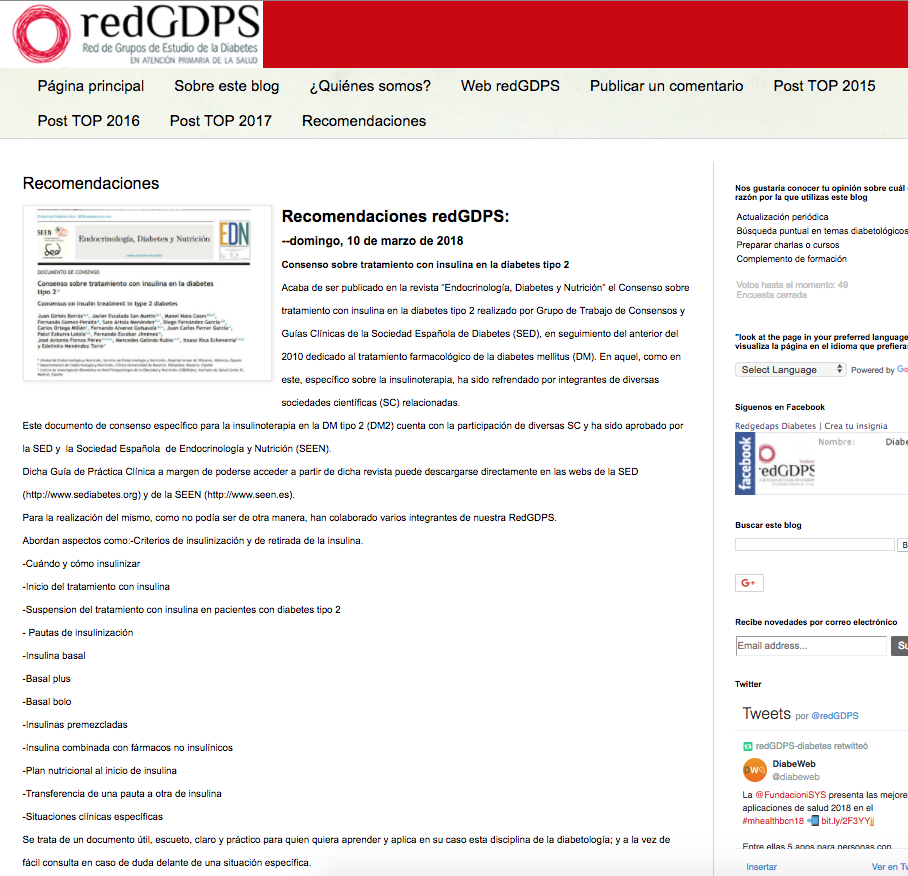 redGDPS
Red de Grupos de Estudio de la Diabetes
EN ATENCIÓN PRIMARIA DE LA SALUD
Página principal Sobre este blog ¿Quiénes somos? Web redGDPS Publicar un comentario Post TOP 2015
Post TOP 2016 Post TOP 2017 Recomendaciones
Recomendaciones
SEEN
sed
Endocrinología, Diabetes y Nutrición
EDN
DOCUMENTO DE CONSENSO
Consenso sobre tratamiento con insulina en la diabetes
tipo 2
Consensus on insulin treatment in type 2 diabetes
Recomendaciones redGDPS:
--domingo, 10 de marzo de 2018
Consenso sobre tratamiento con insulina en la diabetes tipo 2
Acaba de ser publicado en la revista “Endocrinología, Diabetes y Nutrición” el Consenso sobre
tratamiento con insulina en la diabetes tipo 2 realizado por Grupo de Trabajo de Consensos y
Guías Clínicas de la Sociedad Española de Diabetes (SED), en seguimiento del anterior del
2010 dedicado al tratamiento farmacológico de la diabetes mellitus (DM). En aquel, como en
este, específico sobre la insulinoterapia, ha sido refrendado por integrantes de diversas
sociedades científicas (SC) relacionadas.
Este documento de consenso específico para la insulinoterapia en la DM tipo 2 (DM2) cuenta con la participación de diversas SC y ha sido aprobado por
la SED y la Sociedad Española de Endocrinología y Nutrición (SEEN).
Dicha Guía de Práctica Clínica a margen de poderse acceder a partir de dicha revista puede descargarse directamente en las webs de la SED
(http://www.sediabetes.org) y de la SEEN (http://www.seen.es).
Para la realización del mismo, como no podía ser de otra manera, han colaborado varios integrantes de nuestra RedGDPS.
Abordan aspectos como:-Criterios de insulinización y de retirada de la insulina.
-Cuándo y cómo insulinizar
-Inicio del tratamiento con insulina
-Suspension del tratamiento con insulina en pacientes con diabetes tipo 2
- Pautas de insulinización
-Insulina basal
-Basal plus
-Basal bolo
-Insulinas premezcladas
-Insulina combinada con fármacos no insulínicos
-Plan nutricional al inicio de insulina
-Transferencia de una pauta a otra de insulina
-Situaciones clínicas específicas
Se trata de un documento útil, escueto, claro y práctico para quien quiera aprender y aplica en su caso esta disciplina de la diabetología; y a la vez de
fácil consulta en caso de duda delante de una situación específica.
Nos gustaría conocer tu opinión sobre cuál
razón por la que utilizas este blog
Actualización periódica
Búsqueda puntual en temas diabetológicos
Preparar charlas o cursos
Complemento de formación
Votos hasta el momento: 49
Encuesta cerrada
"look at the page in your preferred language
visualiza la página en el idioma que prefieras
Select Language Powered by
Síguenos en Facebook
Redgedaps Diabetes | Crea tu insignia
facebook
Nombre:
Diabe
redGDPS
Buscar este blog
B
G+
Recibe novedades por correo electrónico
Email address...
Su
Twitter
Tweets por @redGDPS
redGDPS-diabetes retwitteó
DiabeWeb
@diabeweb
La @FundacioniSYS presenta las mejore
aplicaciones de salud 2018 en el
#mhealthbcn18 bit.ly/2F3YYjj
Entre ellas 5 apps para personas con
Insertar Ver en Tw